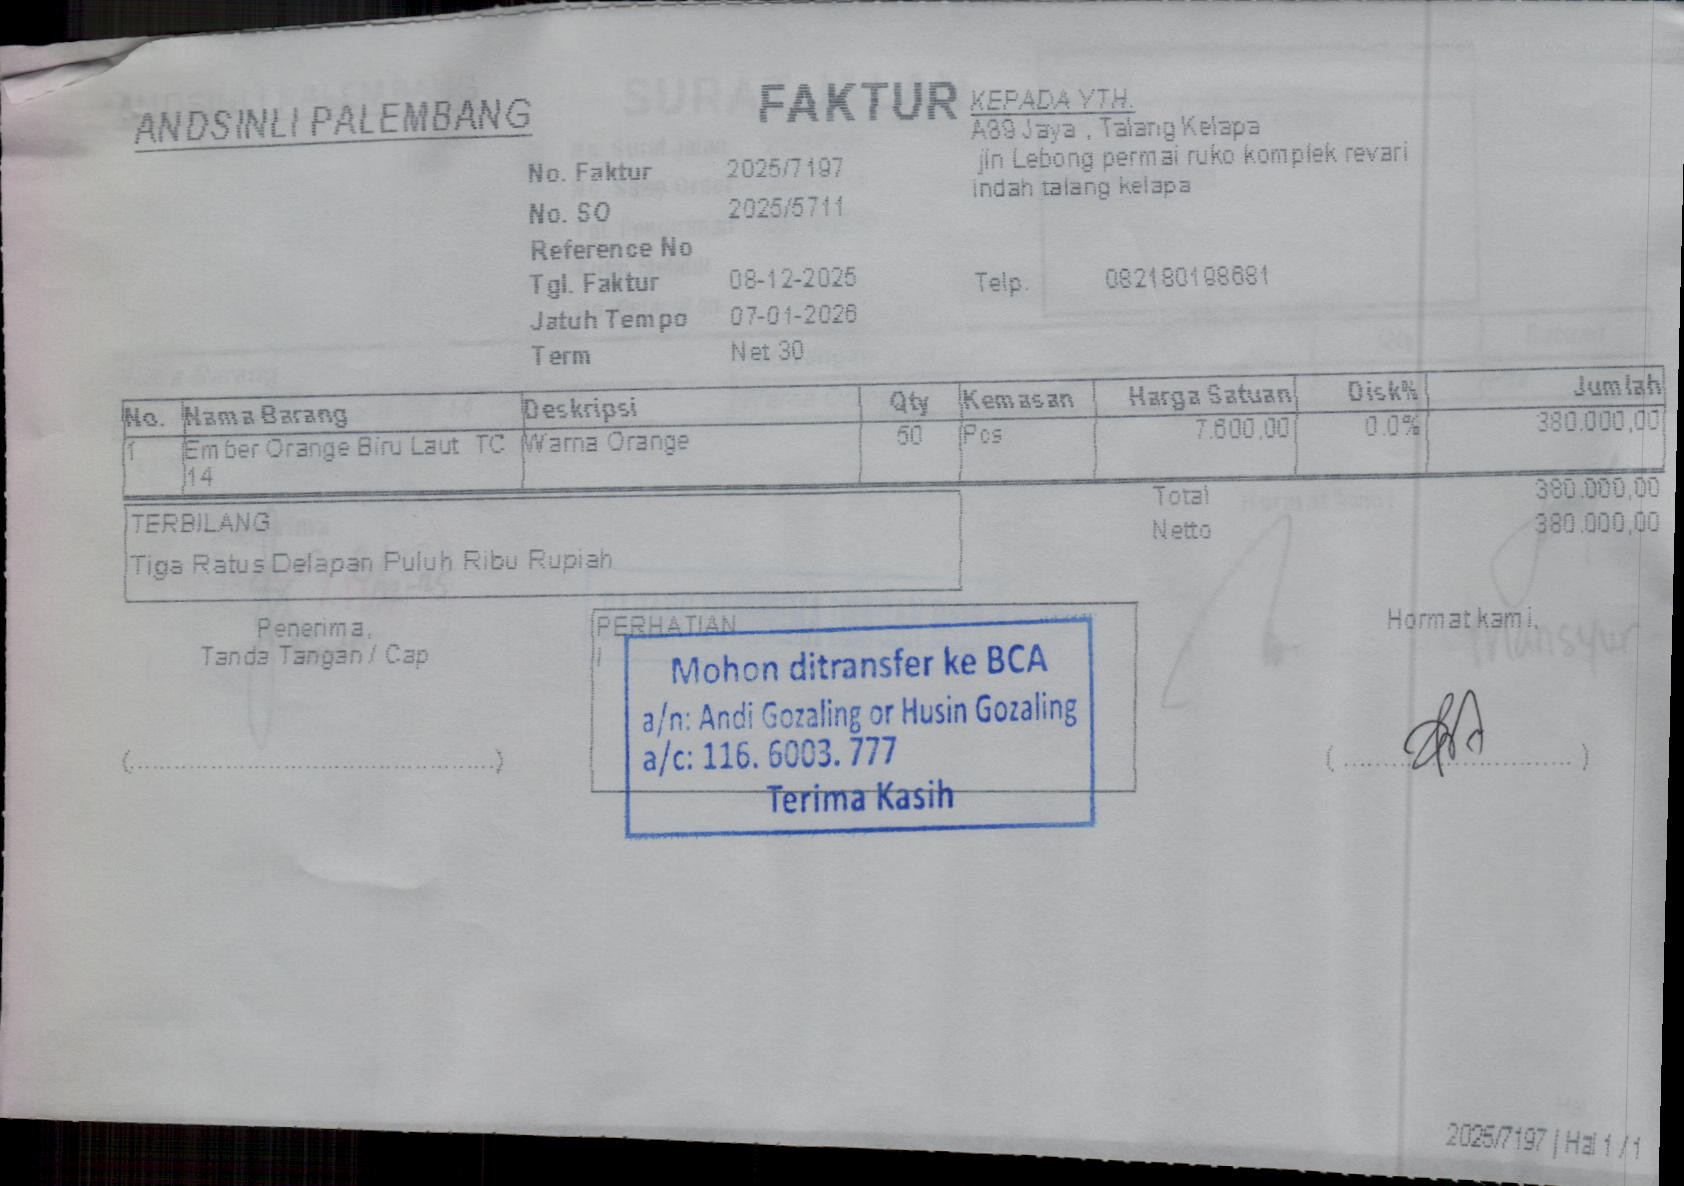 ANDSINLI PALEMBANG
FAKTUR
KEPADA YTH.
A89 Jaya , Talang Kelapa
jln Lebong permai ruko komplek revari
indah talang kelapa
No. Faktur 2025/7197
No. SO 2025/5711
Reference No
Tgl. Faktur 08-12-2025
Telp. 082180198681
Jatuh Tempo 07-01-2026
Term Net 30
No. Nama Barang Deskripsi Qty Kemasan Harga Satuan Disk% Jumlah
1 Ember Orange Biru Laut TC Warna Orange 50 Pcs 7.600,00 0.0% 380.000,00
14
Total 380.000,00
Netto 380.000,00
TERBILANG
Tiga Ratus Delapan Puluh Ribu Rupiah
Penerima,
Tanda Tangan / Cap
(..............................................)
PERHATIAN
Mohon ditransfer ke BCA
a/n: Andi Gozaling or Husin Gozaling
a/c: 116. 6003. 777
Terima Kasih
Hormat kami,
Mansyur
( .............................. )
2025/7197 | Hal 1 / 1